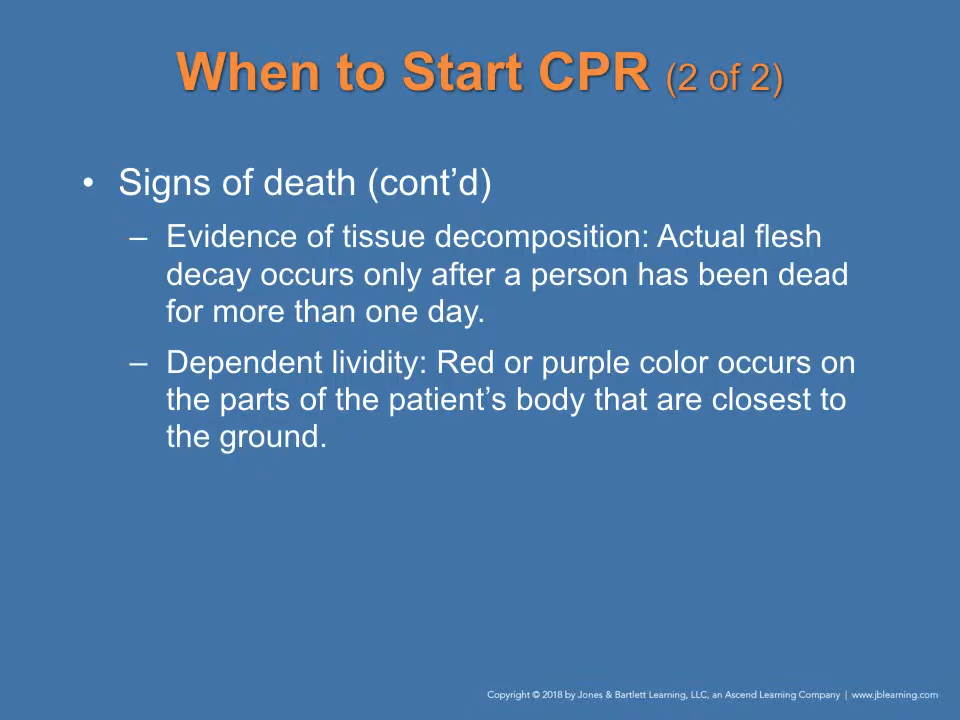 When to Start CPR (2 of 2)
• Signs of death (cont’d)
– Evidence of tissue decomposition: Actual flesh
decay occurs only after a person has been dead
for more than one day.
– Dependent lividity: Red or purple color occurs on
the parts of the patient’s body that are closest to
the ground.
Copyright © 2018 by Jones & Bartlett Learning, LLC, an Ascend Learning Company | www.jblearning.com